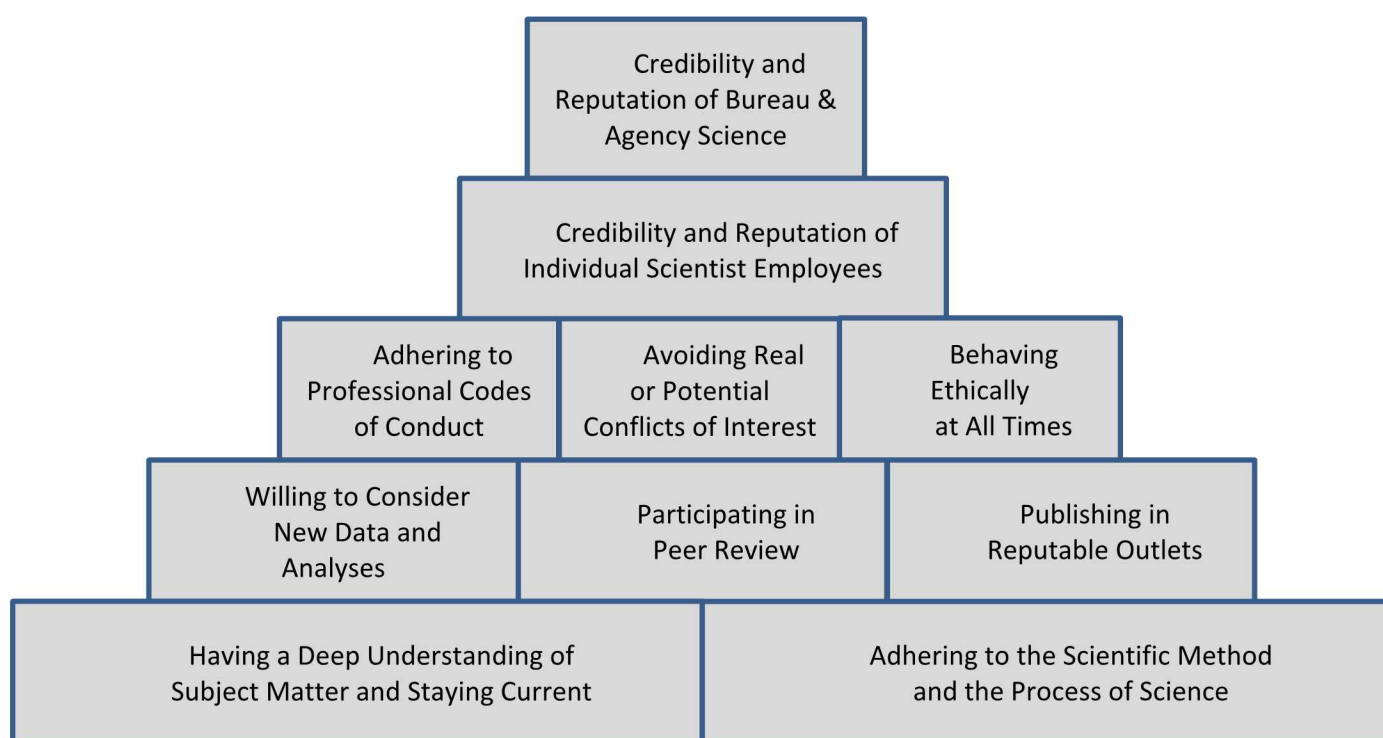 Credibility and
Reputation of Bureau &
Agency Science
Credibility and Reputation of
Individual Scientist Employees
Adhering to
Professional Codes
of Conduct
Avoiding Real
or Potential
Conflicts of Interest
Behaving
Ethically
at All Times
Willing to Consider
New Data and
Analyses
Participating in
Peer Review
Publishing in
Reputable Outlets
Having a Deep Understanding of
Subject Matter and Staying Current
Adhering to the Scientific Method
and the Process of Science